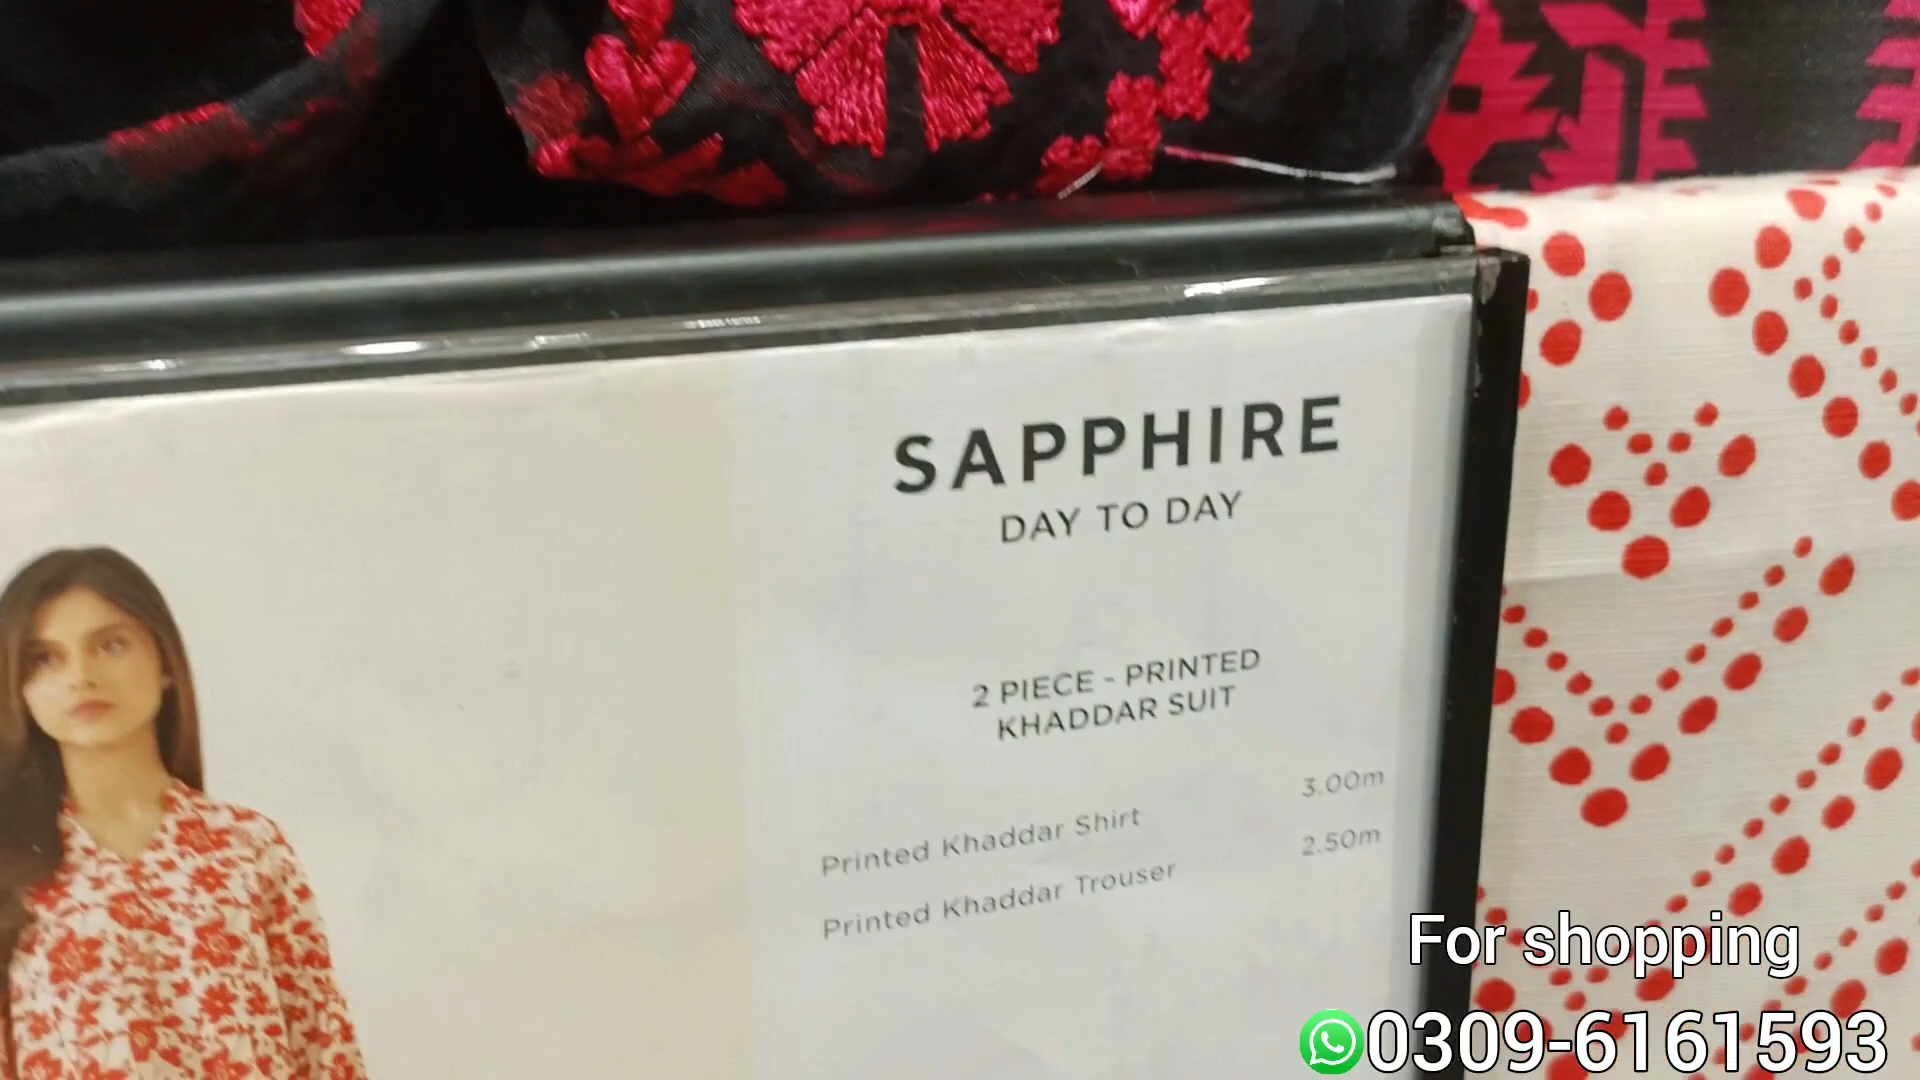 SAPPHIRE
DAY TO DAY
2 PIECE - PRINTED
KHADDAR SUIT
Printed Khaddar Shirt 3.00m
Printed Khaddar Trouser 2.50m
For shopping
0309-6161593